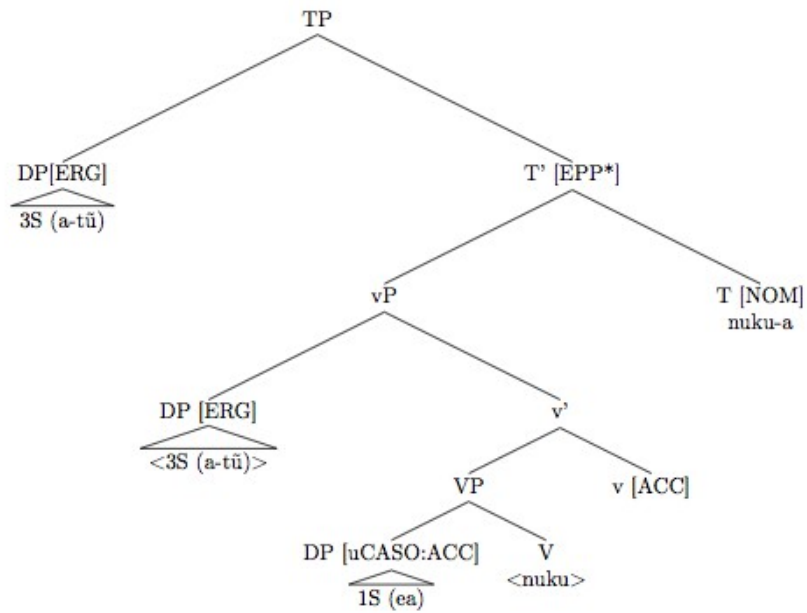 TP
DP[ERG] T' [EPP*]
3S (a-tũ)
vP T [NOM]
nuku-a
DP [ERG] v'
<3S (a-tũ)>
VP v [ACC]
DP [uCASO:ACC] V
1S (ea) <nuku>